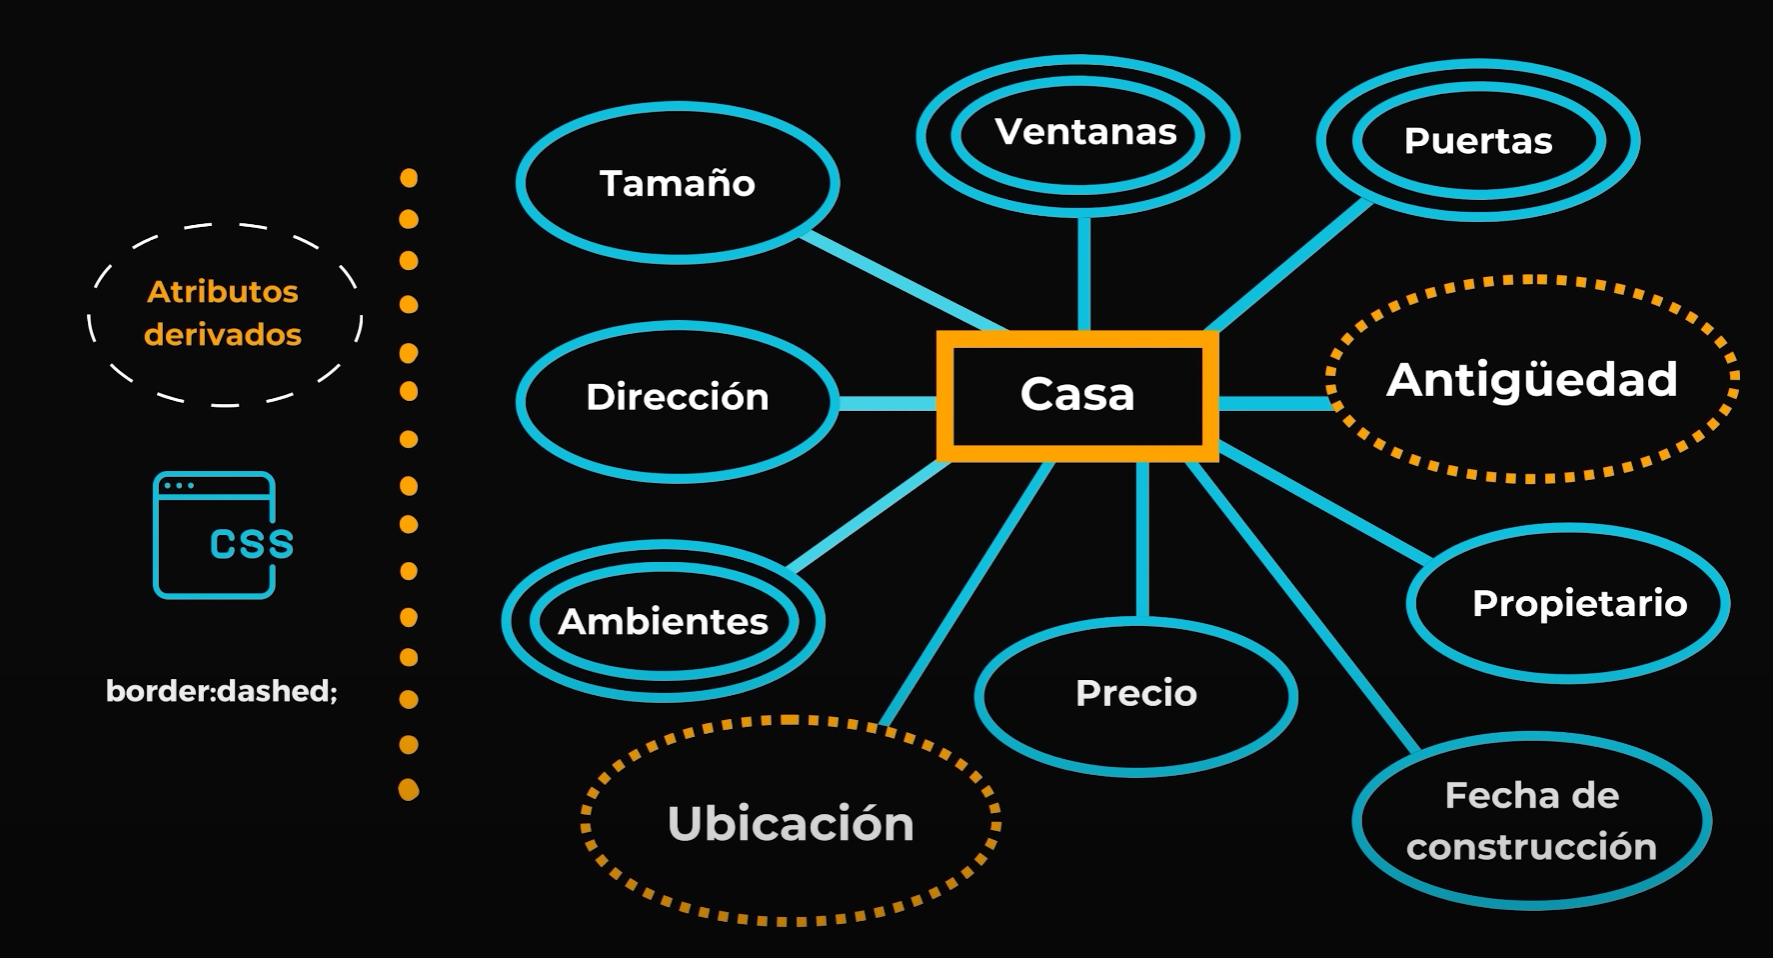 Atributos
derivados
CSS
border:dashed;
Tamaño
Ventanas
Puertas
Dirección
Casa
Antigüedad
Ambientes
Propietario
Precio
Ubicación
Fecha de
construcción